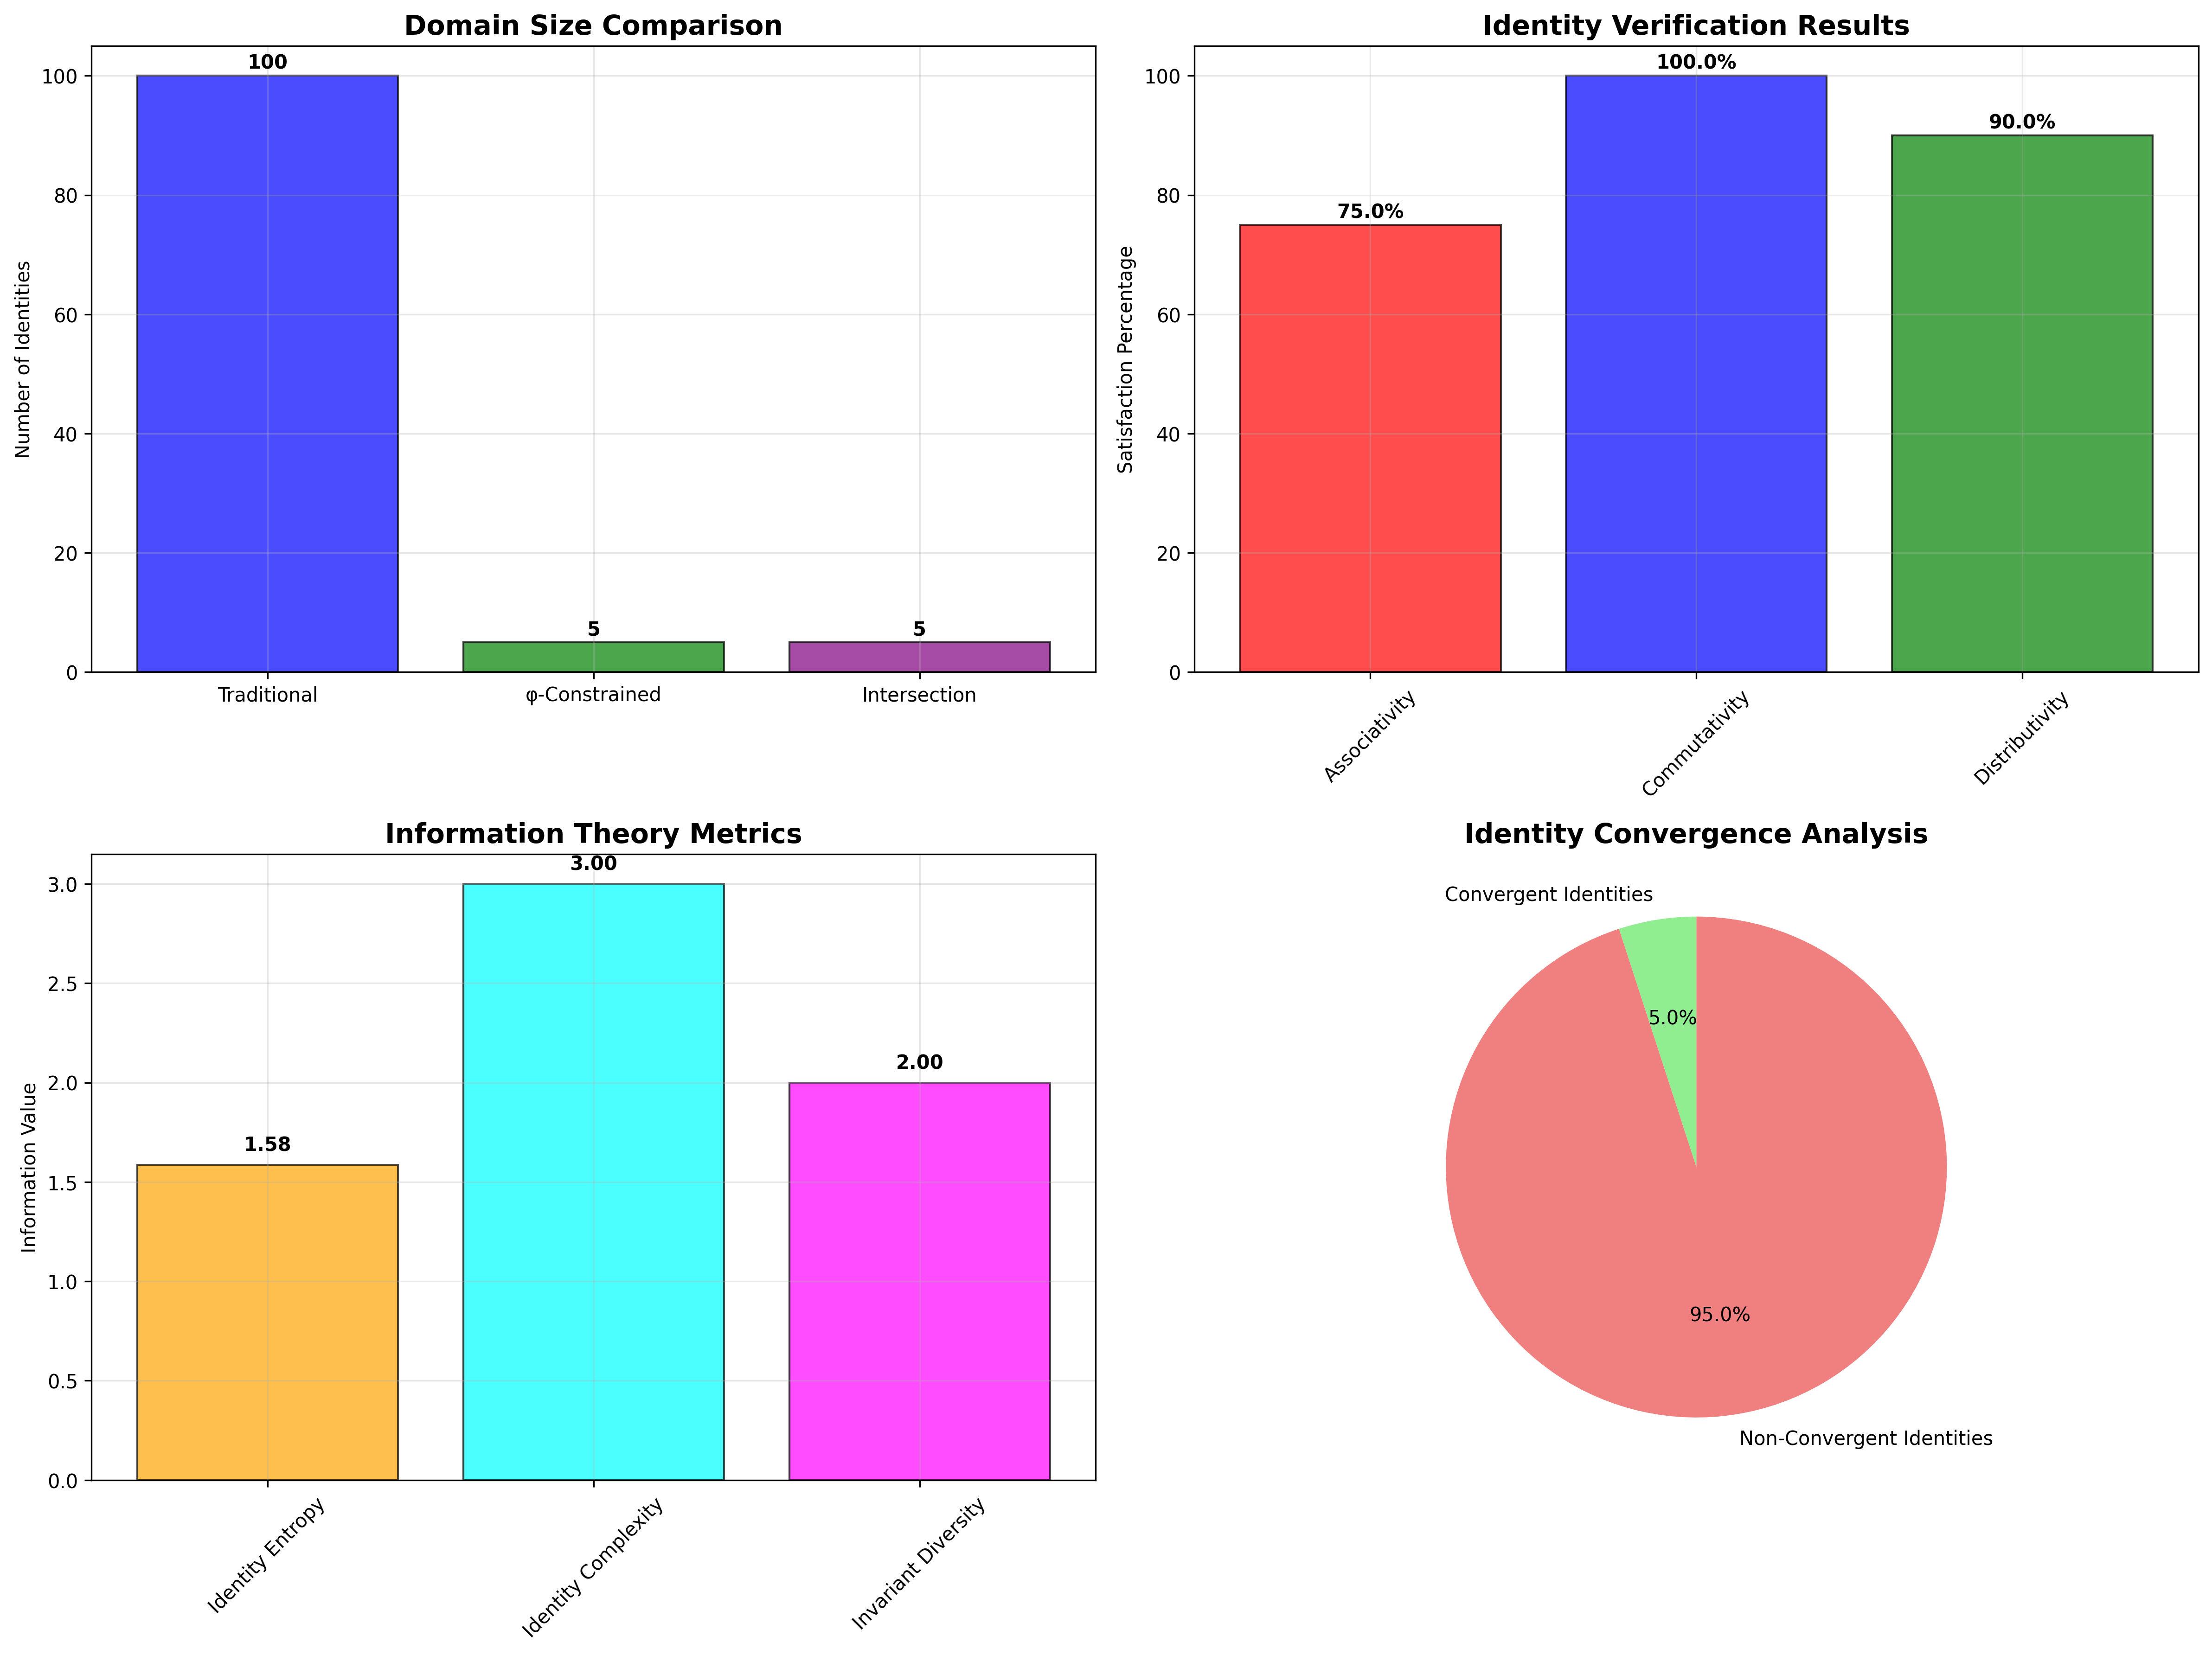 Domain Size Comparison
Number of Identities
100
80
60
40
20
0
100
5
5
Traditional
φ-Constrained
Intersection
Identity Verification Results
Satisfaction Percentage
100
80
60
40
20
0
75.0%
100.0%
90.0%
Associativity
Commutativity
Distributivity
Information Theory Metrics
Information Value
3.0
2.5
2.0
1.5
1.0
0.5
0.0
1.58
3.00
2.00
Identity Entropy
Identity Complexity
Invariant Diversity
Identity Convergence Analysis
Convergent Identities
5.0%
95.0%
Non-Convergent Identities